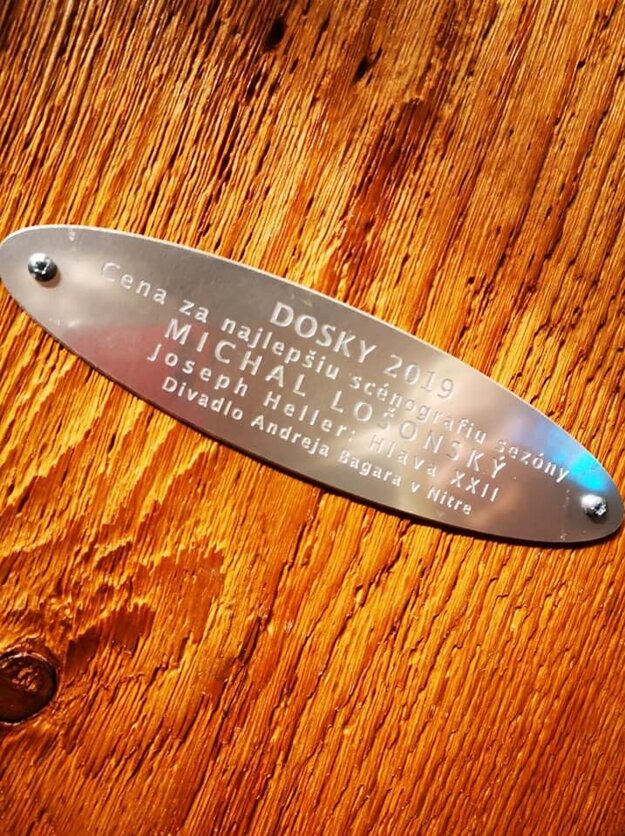 DOSKY 2019
Cena za najlepšiu scénografiu sezóny
MICHAL LOŠONSKÝ
Joseph Heller: Hlava XXII
Divadlo Andreja Bagara v Nitre